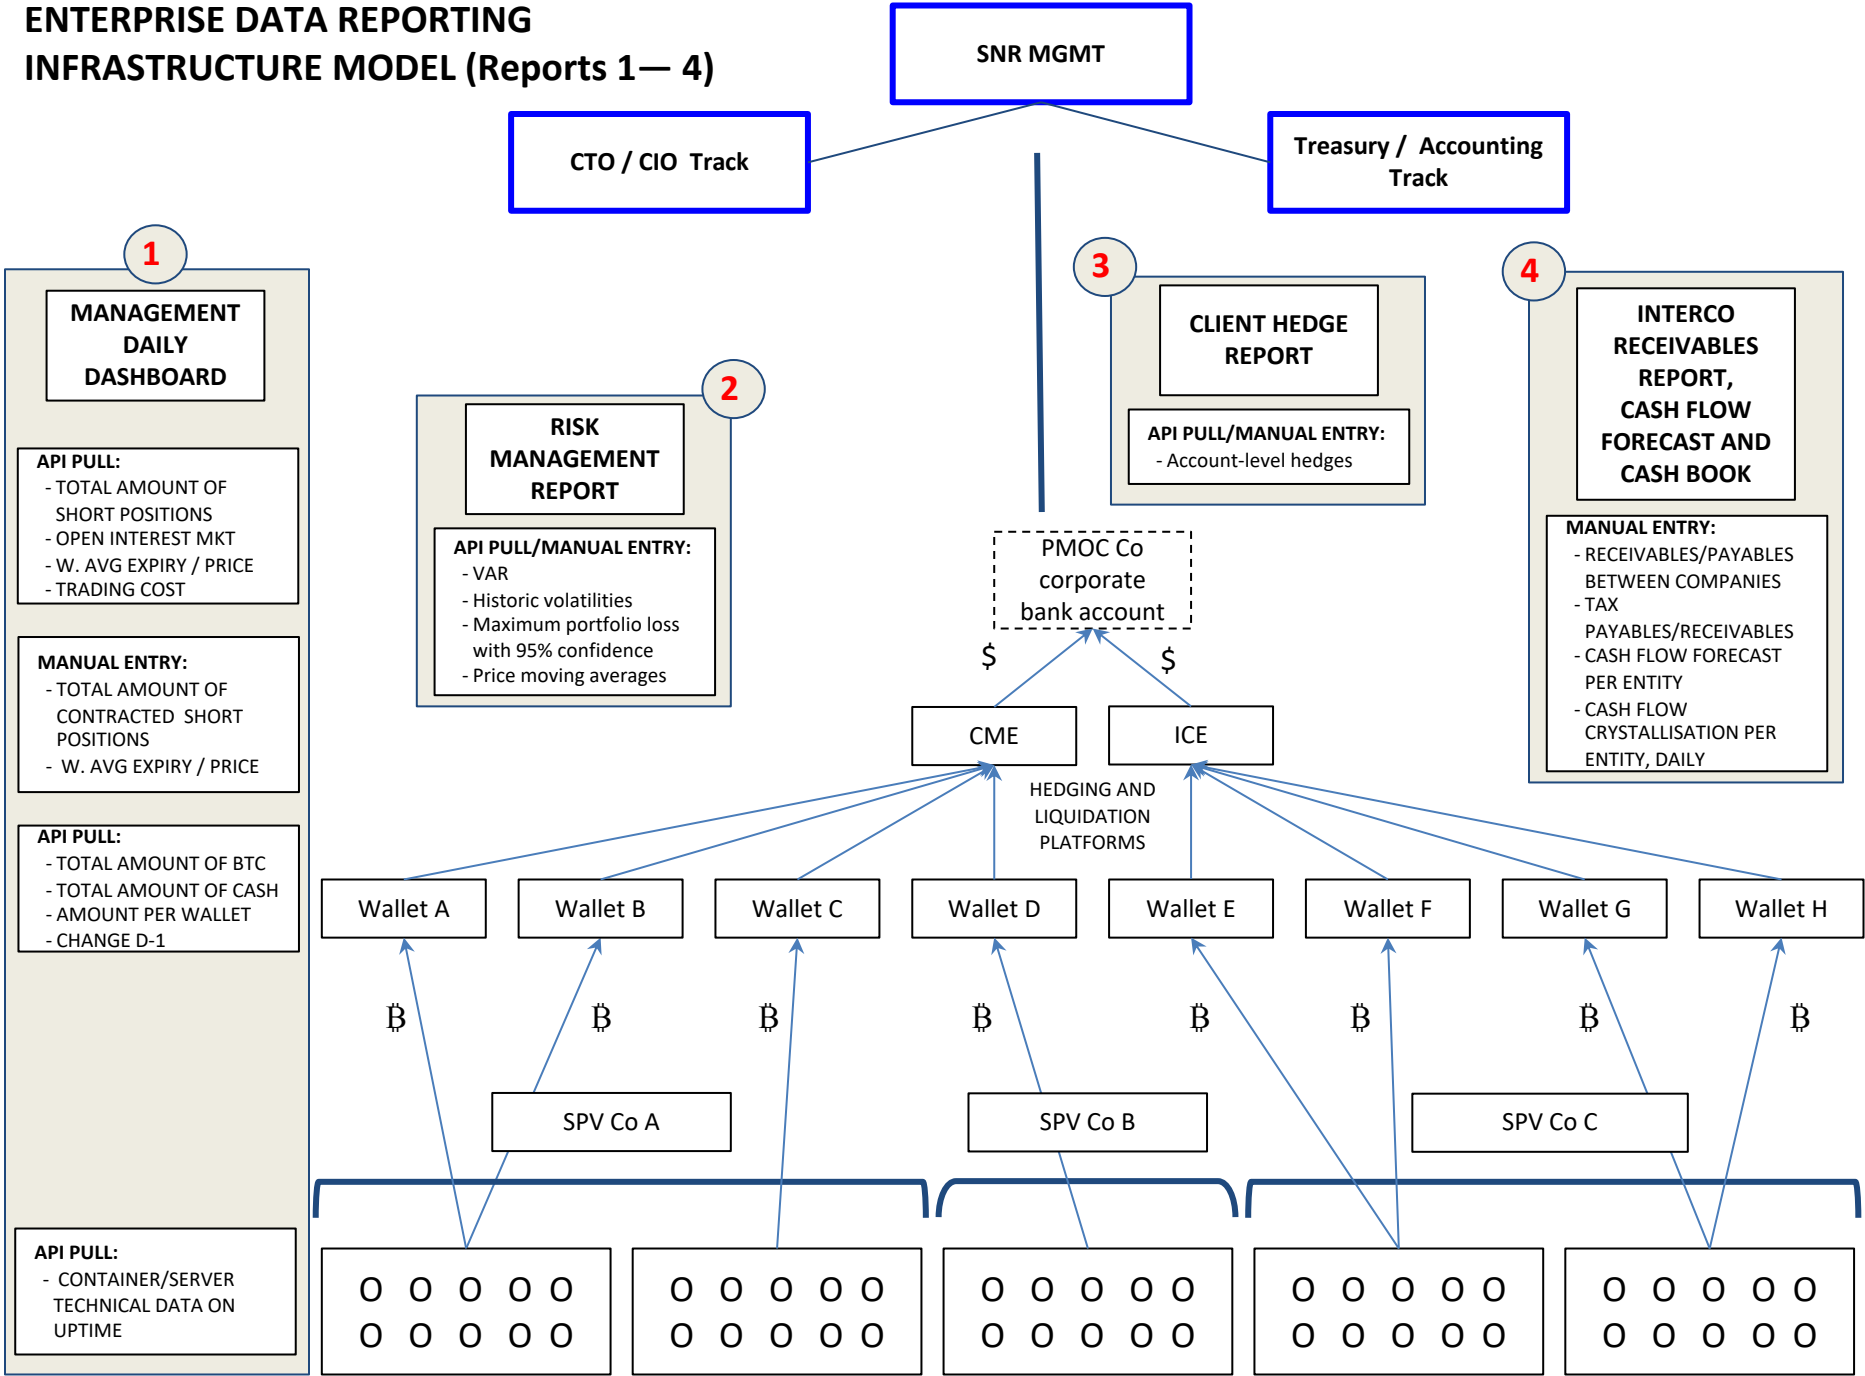 ENTERPRISE DATA REPORTING
INFRASTRUCTURE MODEL (Reports 1— 4)
SNR MGMT
CTO / CIO  Track
Treasury /  Accounting
Track
1
MANAGEMENT
DAILY
DASHBOARD
API PULL:
- TOTAL AMOUNT OF
SHORT POSITIONS
- OPEN INTEREST MKT
- W. AVG EXPIRY / PRICE
- TRADING COST
MANUAL ENTRY:
- TOTAL AMOUNT OF
CONTRACTED  SHORT
POSITIONS
-  W. AVG EXPIRY / PRICE
API PULL:
- TOTAL AMOUNT OF BTC
- TOTAL AMOUNT OF CASH
- AMOUNT PER WALLET
- CHANGE D-1
API PULL:
-  CONTAINER/SERVER
TECHNICAL DATA ON
UPTIME
2
RISK
MANAGEMENT
REPORT
API PULL/MANUAL ENTRY:
- VAR
- Historic volatilities
- Maximum portfolio loss
with 95% confidence
- Price moving averages
3
CLIENT HEDGE
REPORT
API PULL/MANUAL ENTRY:
- Account-level hedges
4
INTERCO
RECEIVABLES
REPORT,
CASH FLOW
FORECAST AND
CASH BOOK
MANUAL ENTRY:
- RECEIVABLES/PAYABLES
BETWEEN COMPANIES
- TAX
PAYABLES/RECEIVABLES
- CASH FLOW FORECAST
PER ENTITY
- CASH FLOW
CRYSTALLISATION PER
ENTITY, DAILY
PMOC Co
corporate
bank account
$ $
CME ICE
HEDGING AND
LIQUIDATION
PLATFORMS
Wallet A Wallet B Wallet C Wallet D Wallet E Wallet F Wallet G Wallet H
₿ ₿ ₿ ₿ ₿ ₿ ₿ ₿
SPV Co A SPV Co B SPV Co C
O O O O O O O O O O O O O O O O O O O O O O O O O
O O O O O O O O O O O O O O O O O O O O O O O O O